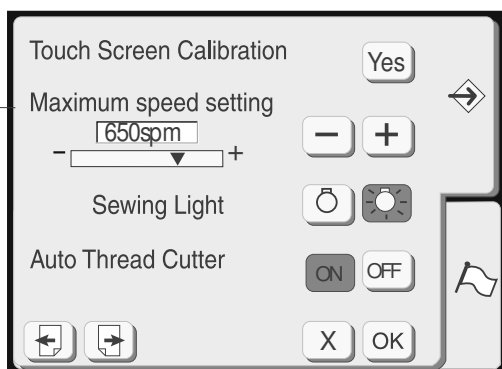 Touch Screen Calibration Yes
Maximum speed setting
650spm
- +
− +
Sewing Light
Auto Thread Cutter ON OFF
X OK